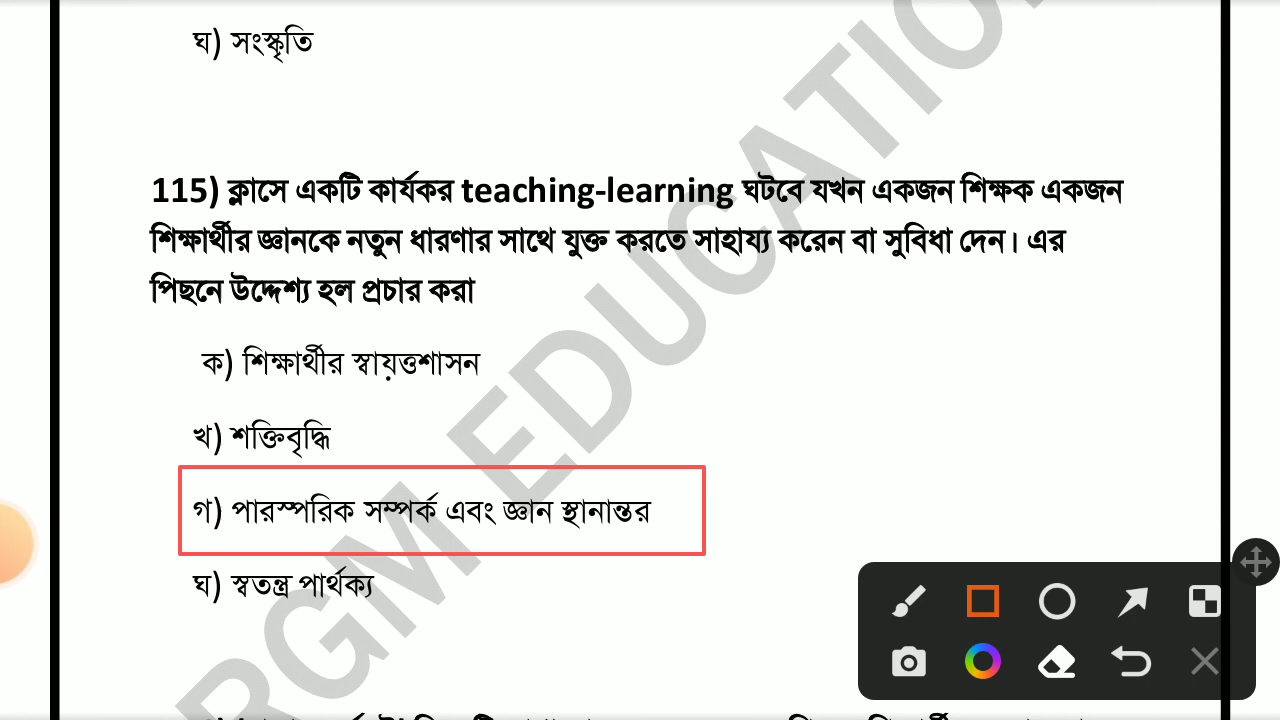 ঘ) সংস্কৃতি
115) ক্লাসে একটি কার্যকর teaching-learning ঘটবে যখন একজন শিক্ষক একজন
শিক্ষার্থীর জ্ঞানকে নতুন ধারণার সাথে যুক্ত করতে সাহায্য করেন বা সুবিধা দেন। এর
পিছনে উদ্দেশ্য হল প্রচার করা
ক) শিক্ষার্থীর স্বায়ত্তশাসন
খ) শক্তিবৃদ্ধি
গ) পারস্পরিক সম্পর্ক এবং জ্ঞান স্থানান্তর
ঘ) স্বতন্ত্র পার্থক্য
RGM EDUCATION